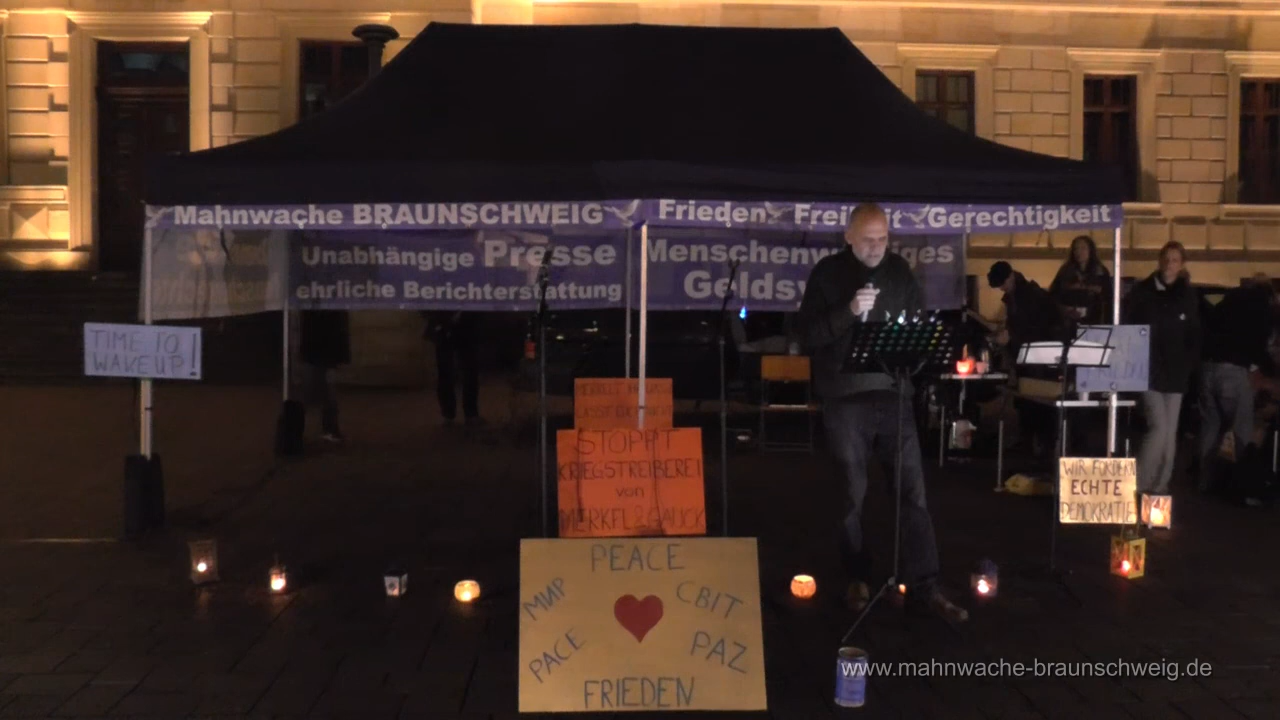 Mahnwache BRAUNSCHWEIG
Frieden Freiheit Gerechtigkeit
Unabhängige Presse
ehrliche Berichterstattung
Geldsy
TIME TO
WAKE UP!
STOPPT
KRIEGSTREIBEREI
von
MERKEL & GAUCK
WIR FORDERN
ECHTE
DEMOKRATIE
PEACE
МИР
СВІТ
PACE
PAZ
FRIEDEN
www.mahnwache-braunschweig.de